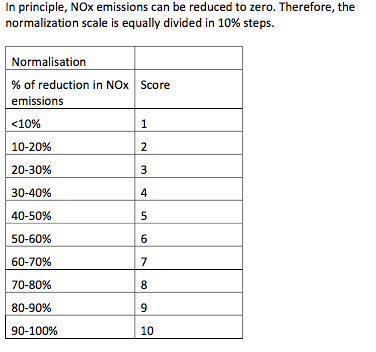 In principle, NOx emissions can be reduced to zero. Therefore, the
normalization scale is equally divided in 10% steps.
Normalisation
% of reduction in NOx Score
emissions
<10% 1
10-20% 2
20-30% 3
30-40% 4
40-50% 5
50-60% 6
60-70% 7
70-80% 8
80-90% 9
90-100% 10